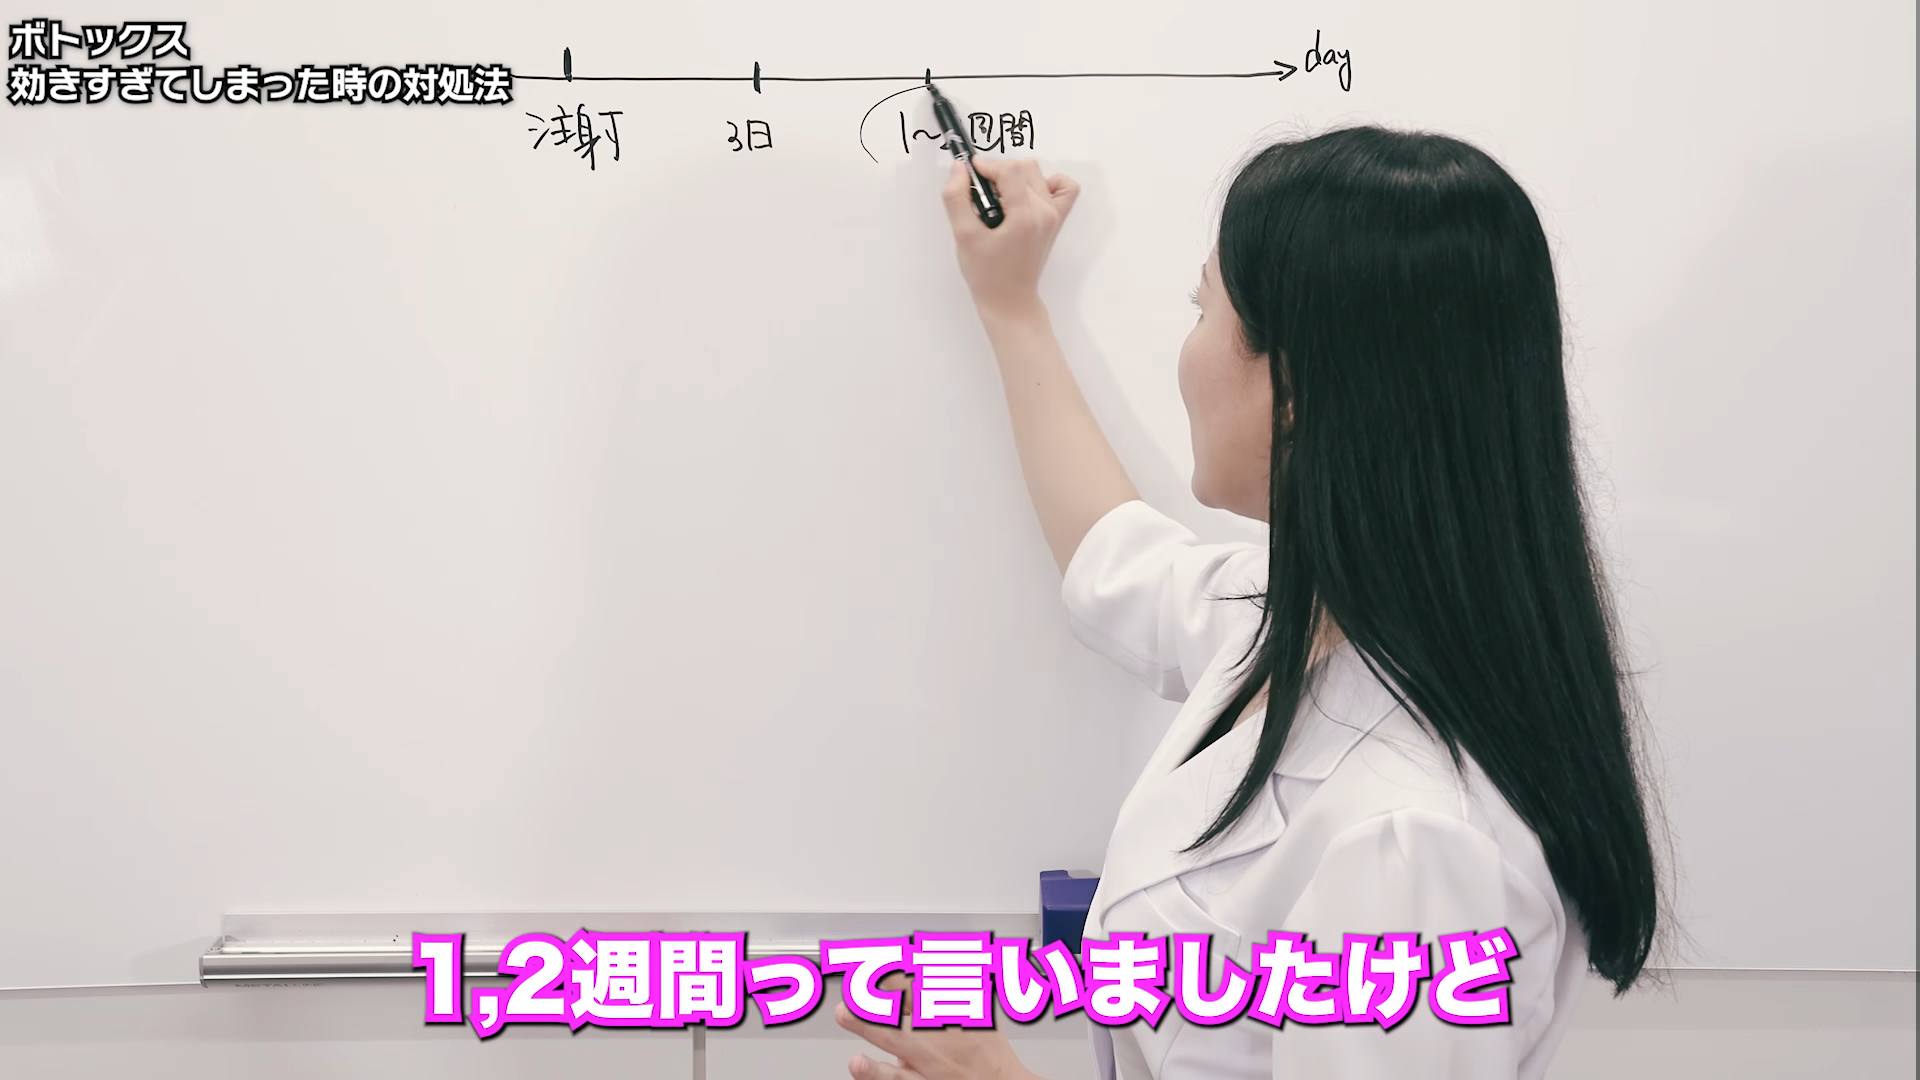 ボトックス
効きすぎてしまった時の対処法
day
注射
3日
1～2週間
1,2週間って言いましたけど